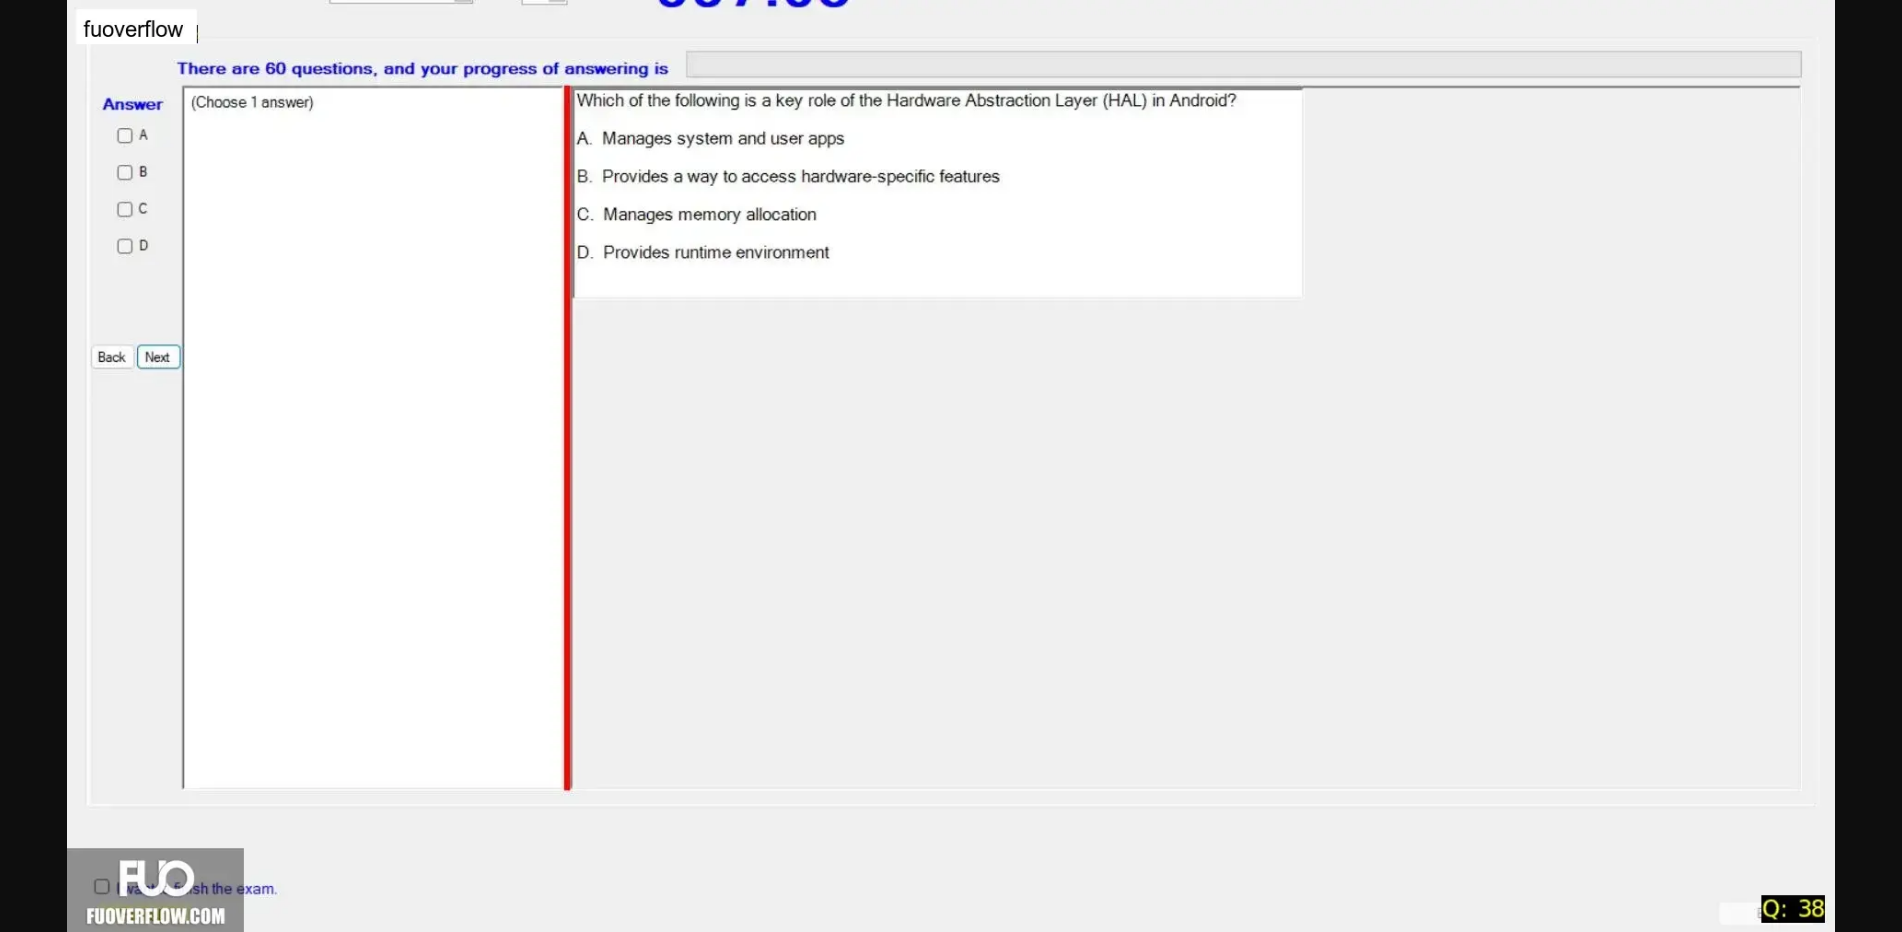 fuoverflow
There are 60 questions, and your progress of answering is
Answer
(Choose 1 answer)
A
B
C
D
Back
Next
Which of the following is a key role of the Hardware Abstraction Layer (HAL) in Android?
A. Manages system and user apps
B. Provides a way to access hardware-specific features
C. Manages memory allocation
D. Provides runtime environment
FUO
sh the exam.
FUOVERFLOW.COM
Q: 38